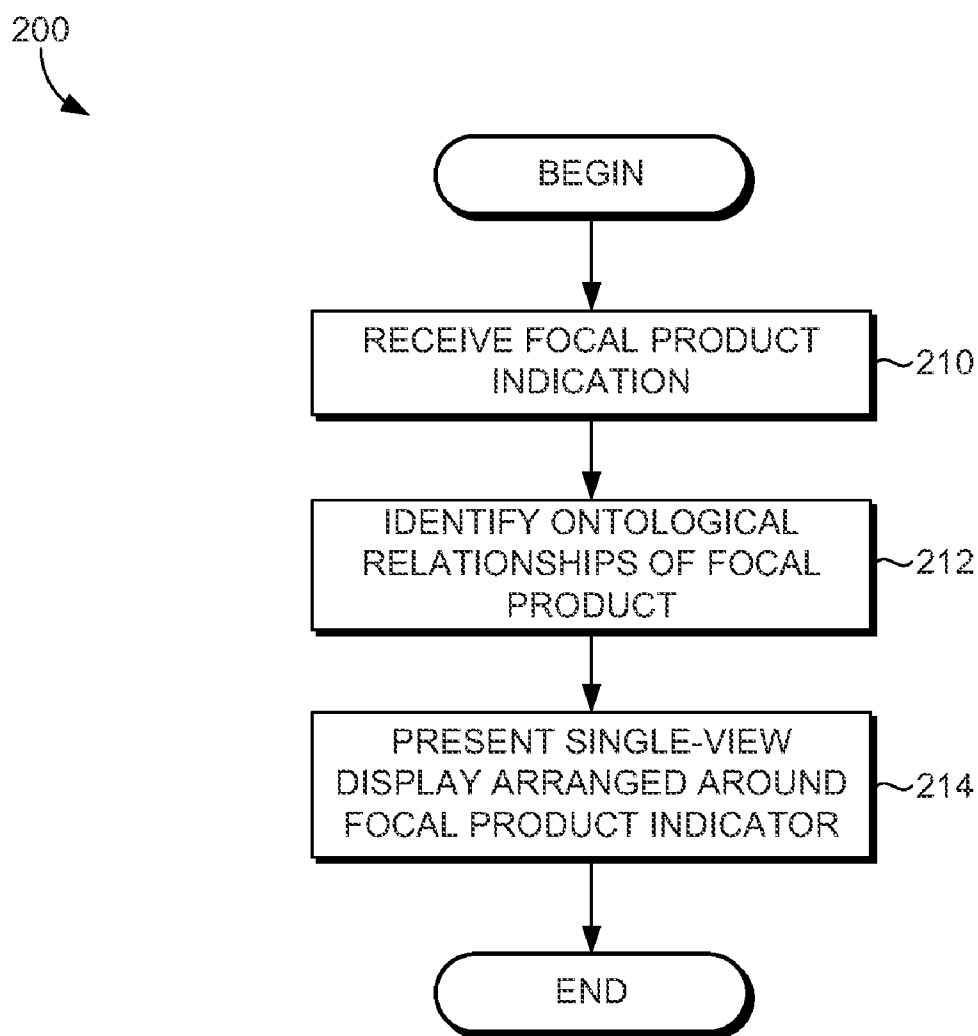 200
BEGIN
RECEIVE FOCAL PRODUCT
INDICATION
210
IDENTIFY ONTOLOGICAL
RELATIONSHIPS OF FOCAL
PRODUCT
212
PRESENT SINGLE-VIEW
DISPLAY ARRANGED AROUND
FOCAL PRODUCT INDICATOR
214
END